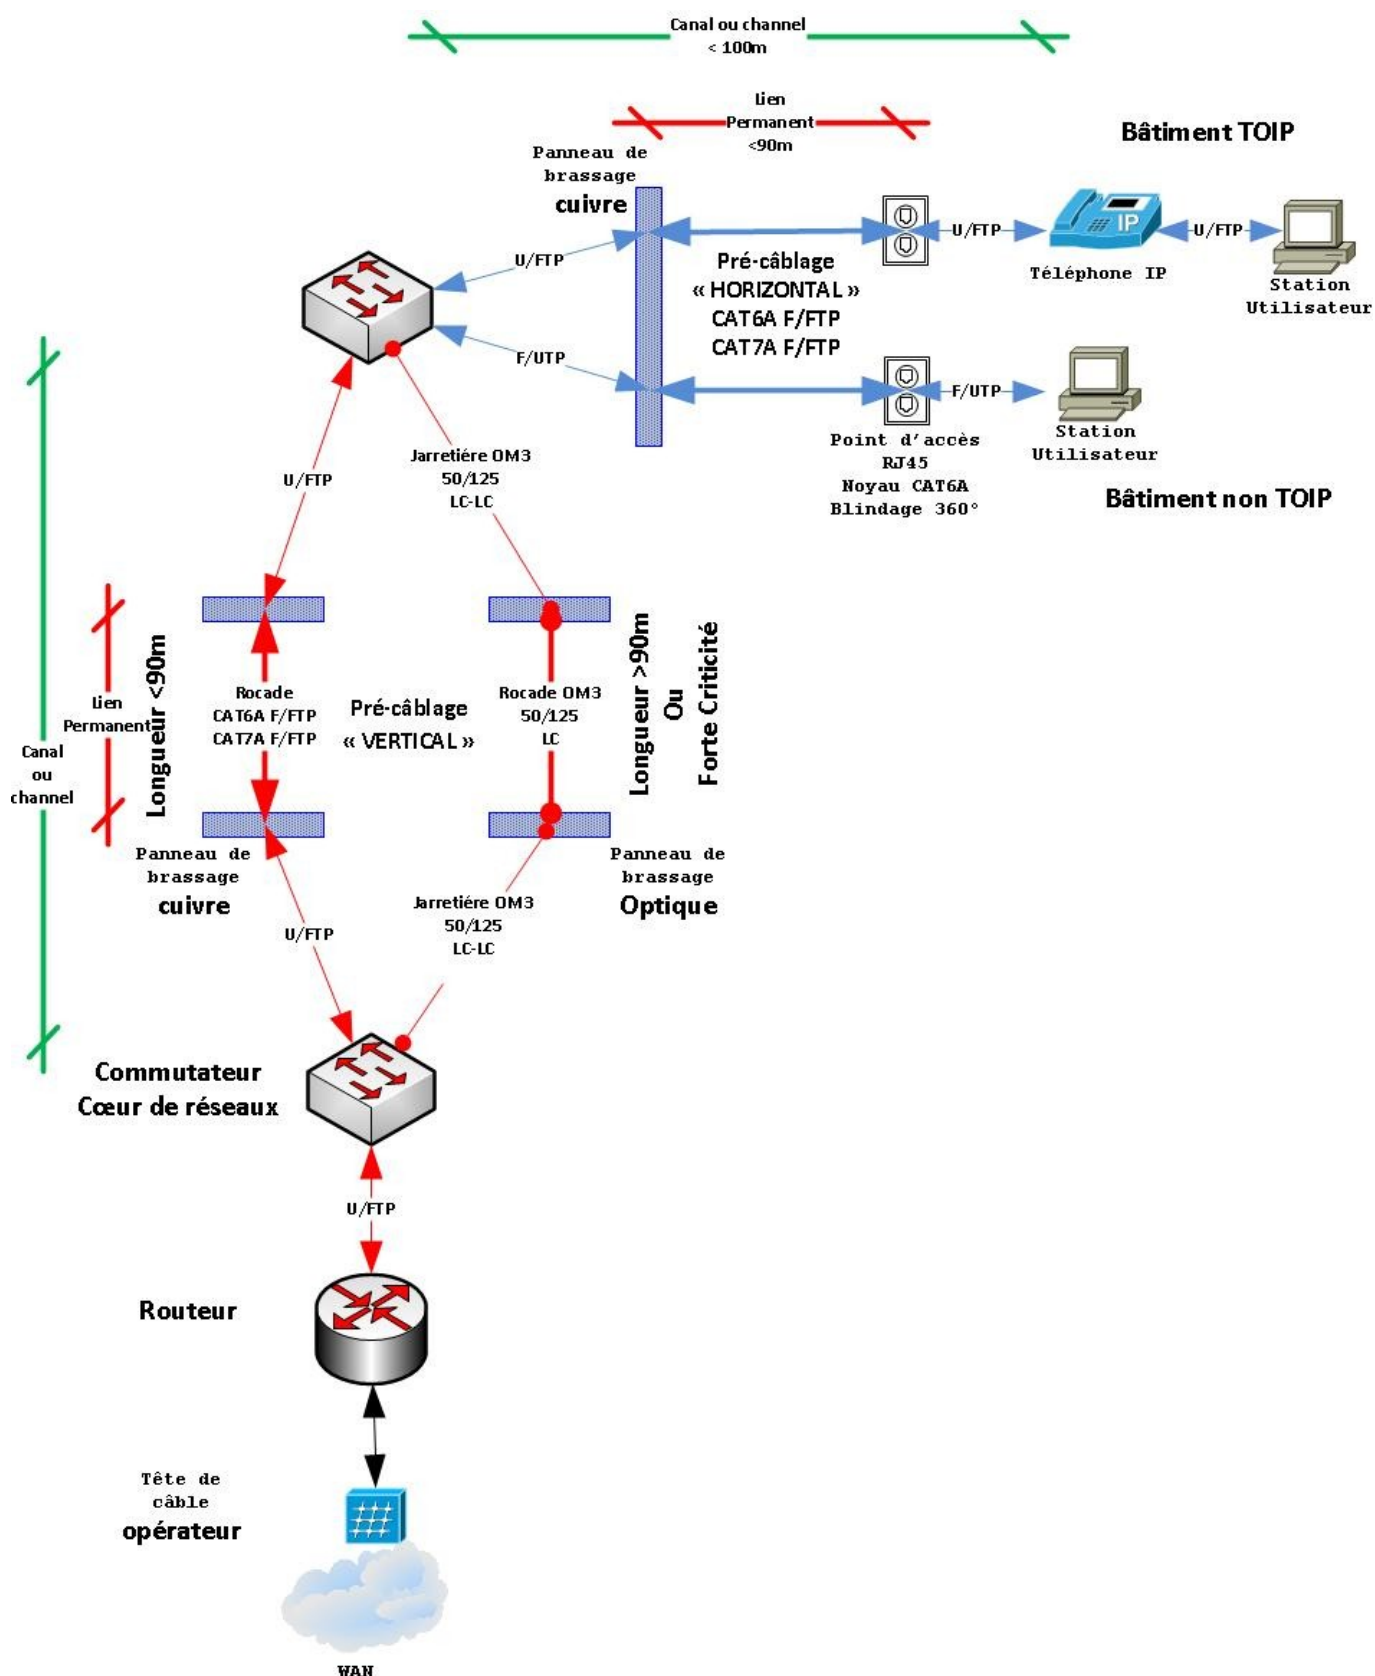 Canal ou channel
< 100m
Lien
Permanent
<90m
Bâtiment TOIP
Panneau de
brassage
cuivre
U/FTP
U/FTP
U/FTP
IP
Pré-câblage
« HORIZONTAL »
CAT6A F/FTP
CAT7A F/FTP
Téléphone IP
Station
Utilisateur
F/UTP
F/UTP
Point d'accès
RJ45
Noyau CAT6A
Blindage 360°
Station
Utilisateur
Bâtiment non TOIP
U/FTP
Jarretiére OM3
50/125
LC-LC
Canal
ou
channel
Lien
Permanent
Longueur <90m
Rocade
CAT6A F/FTP
CAT7A F/FTP
Pré-câblage
« VERTICAL »
Rocade OM3
50/125
LC
Longueur >90m
Ou
Forte Criticité
Panneau de
brassage
cuivre
Panneau de
brassage
Optique
U/FTP
Jarretiére OM3
50/125
LC-LC
Commutateur
Cœur de réseaux
U/FTP
Routeur
Tête de
câble
opérateur
WAN